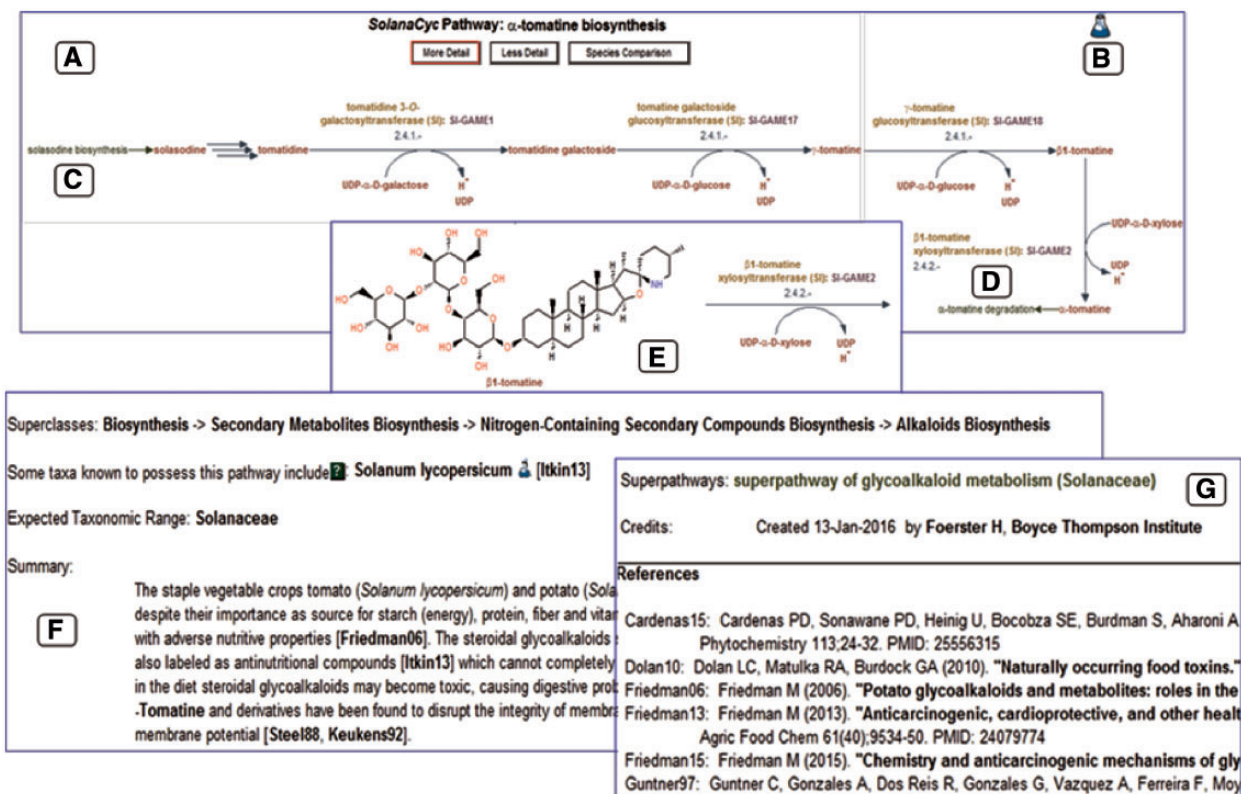 SolanaCyc Pathway: α-tomatine biosynthesis
More Detail
Less Detail
Species Comparison
A
B
tomatidine 3-O-
galactosyltransferase (Sl): Sl-GAME1
2.4.1.-
tomatine galactoside
glucosyltransferase (Sl): Sl-GAME17
2.4.1.-
γ-tomatine
glucosyltransferase (Sl): Sl-GAME18
2.4.1.-
solasodine biosynthesis
solasodine
tomatidine
tomatidine galactoside
γ-tomatine
β1-tomatine
C
UDP-α-D-galactose
H+
UDP
UDP-α-D-glucose
H+
UDP
UDP-α-D-glucose
H+
UDP
UDP-α-D-xylose
β1-tomatine
xylosyltransferase (Sl): Sl-GAME2
2.4.2.-
UDP
H+
D
α-tomatine degradation
α-tomatine
OH
OH
HO
OH
HO
O
O
O
OH
O
O
HO
O
HO
OH
OH
HO
O
OH
H
H
H
H
H
O
NH
β1-tomatine
β1-tomatine
xylosyltransferase (Sl): Sl-GAME2
2.4.2.-
UDP-α-D-xylose
UDP
H+
E
Superclasses: Biosynthesis -> Secondary Metabolites Biosynthesis -> Nitrogen-Containing Secondary Compounds Biosynthesis -> Alkaloids Biosynthesis
Some taxa known to possess this pathway include ?: Solanum lycopersicum [Itkin13]
Expected Taxonomic Range: Solanaceae
Summary:
The staple vegetable crops tomato (Solanum lycopersicum) and potato (Sola
despite their importance as source for starch (energy), protein, fiber and vitar
with adverse nutritive properties [Friedman06]. The steroidal glycoalkaloids
also labeled as antinutritional compounds [Itkin13] which cannot completely
in the diet steroidal glycoalkaloids may become toxic, causing digestive prob
-Tomatine and derivatives have been found to disrupt the integrity of membra
membrane potential [Steel88, Keukens92].
F
Superpathways: superpathway of glycoalkaloid metabolism (Solanaceae)
G
Credits: Created 13-Jan-2016 by Foerster H, Boyce Thompson Institute
References
Cardenas15: Cardenas PD, Sonawane PD, Heinig U, Bocobza SE, Burdman S, Aharoni A
Phytochemistry 113;24-32. PMID: 25556315
Dolan10: Dolan LC, Matulka RA, Burdock GA (2010). "Naturally occurring food toxins."
Friedman06: Friedman M (2006). "Potato glycoalkaloids and metabolites: roles in the
Friedman13: Friedman M (2013). "Anticarcinogenic, cardioprotective, and other healt
Agric Food Chem 61(40);9534-50. PMID: 24079774
Friedman15: Friedman M (2015). "Chemistry and anticarcinogenic mechanisms of gly
Guntner97: Guntner C, Gonzales A, Dos Reis R, Gonzales G, Vazquez A, Ferreira F, Moy